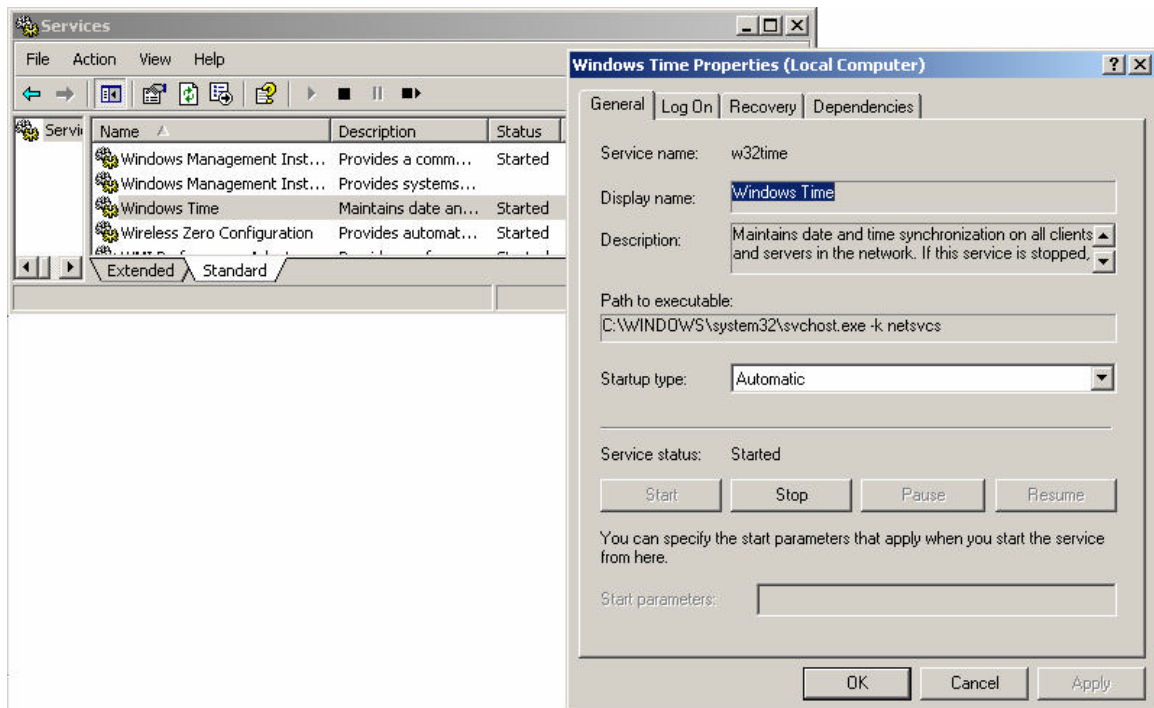 Services
File Action View Help
Servi
Name Description Status
Windows Management Inst... Provides a comm... Started
Windows Management Inst... Provides systems...
Windows Time Maintains date an... Started
Wireless Zero Configuration Provides automat... Started
Extended Standard
Windows Time Properties (Local Computer)
General Log On Recovery Dependencies
Service name: w32time
Display name: Windows Time
Description: Maintains date and time synchronization on all clients
and servers in the network. If this service is stopped,
Path to executable:
C:\WINDOWS\system32\svchost.exe -k netsvcs
Startup type: Automatic
Service status: Started
Start Stop Pause Resume
You can specify the start parameters that apply when you start the service
from here.
Start parameters:
OK Cancel Apply